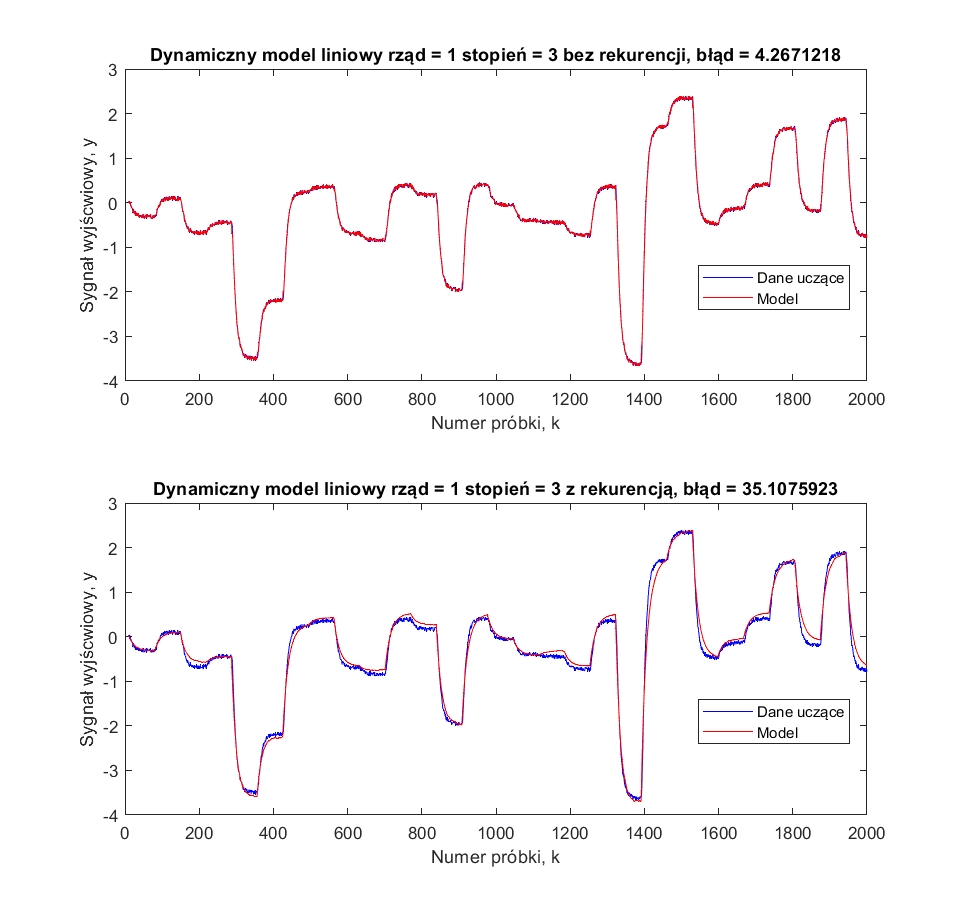 Dynamiczny model liniowy rząd = 1 stopień = 3 bez rekurencji, błąd = 4.2671218
3
2
1
0
-1
-2
-3
-4
Sygnał wyjścwiowy, y
Dane uczące
Model
0 200 400 600 800 1000 1200 1400 1600 1800 2000
Numer próbki, k
Dynamiczny model liniowy rząd = 1 stopień = 3 z rekurencją, błąd = 35.1075923
3
2
1
0
-1
-2
-3
-4
Sygnał wyjścwiowy, y
Dane uczące
Model
0 200 400 600 800 1000 1200 1400 1600 1800 2000
Numer próbki, k